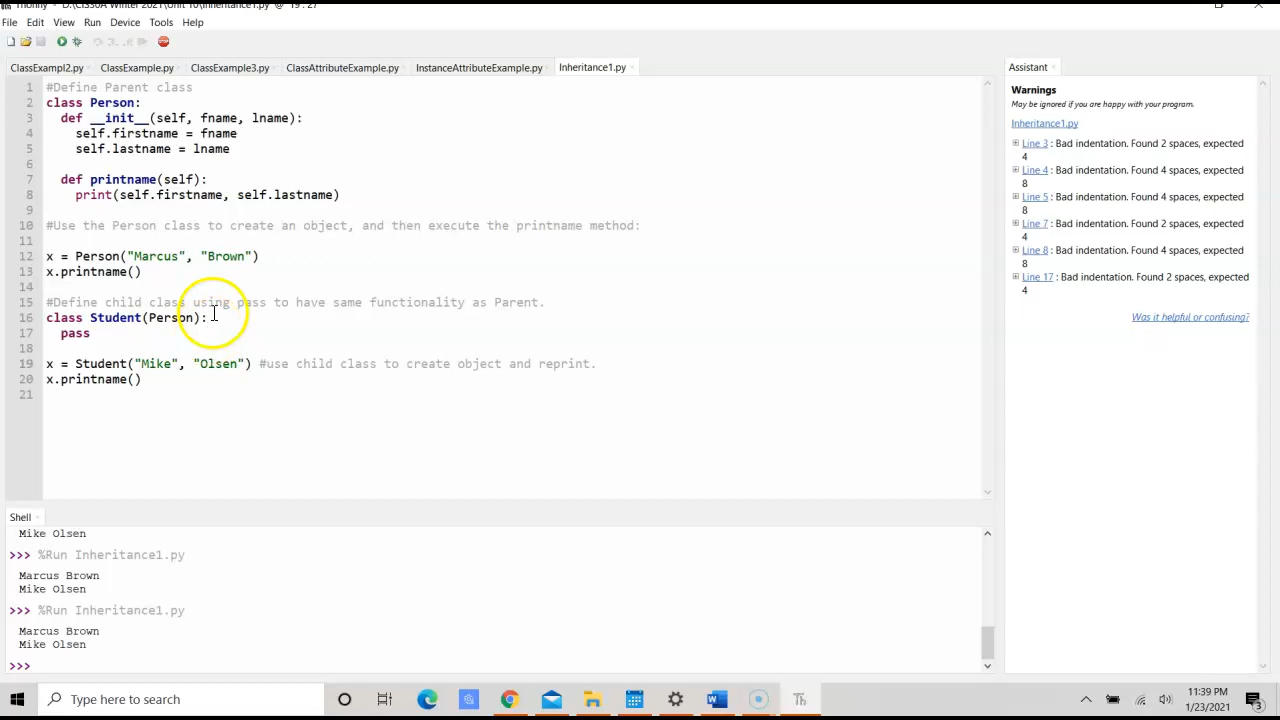 Thonny - D:\CIS30A Winter 2021\Unit 10\Inheritance1.py @ 19 : 27
File Edit View Run Device Tools Help
ClassExampl2.py ClassExample.py ClassExample3.py ClassAttributeExample.py InstanceAttributeExample.py Inheritance1.py
1 #Define Parent class
2 class Person:
3 def __init__(self, fname, lname):
4 self.firstname = fname
5 self.lastname = lname
6
7 def printname(self):
8 print(self.firstname, self.lastname)
9
10 #Use the Person class to create an object, and then execute the printname method:
11
12 x = Person("Marcus", "Brown")
13 x.printname()
14
15 #Define child class using pass to have same functionality as Parent.
16 class Student(Person):
17 pass
18
19 x = Student("Mike", "Olsen") #use child class to create object and reprint.
20 x.printname()
21
Assistant
Warnings
May be ignored if you are happy with your program.
Inheritance1.py
Line 3 : Bad indentation. Found 2 spaces, expected
4
Line 4 : Bad indentation. Found 4 spaces, expected
8
Line 5 : Bad indentation. Found 4 spaces, expected
8
Line 7 : Bad indentation. Found 2 spaces, expected
4
Line 8 : Bad indentation. Found 4 spaces, expected
8
Line 17 : Bad indentation. Found 2 spaces, expected
4
Was it helpful or confusing?
Shell
Mike Olsen
>>> %Run Inheritance1.py
Marcus Brown
Mike Olsen
>>> %Run Inheritance1.py
Marcus Brown
Mike Olsen
>>>
Type here to search
Th
11:39 PM
1/23/2021
3